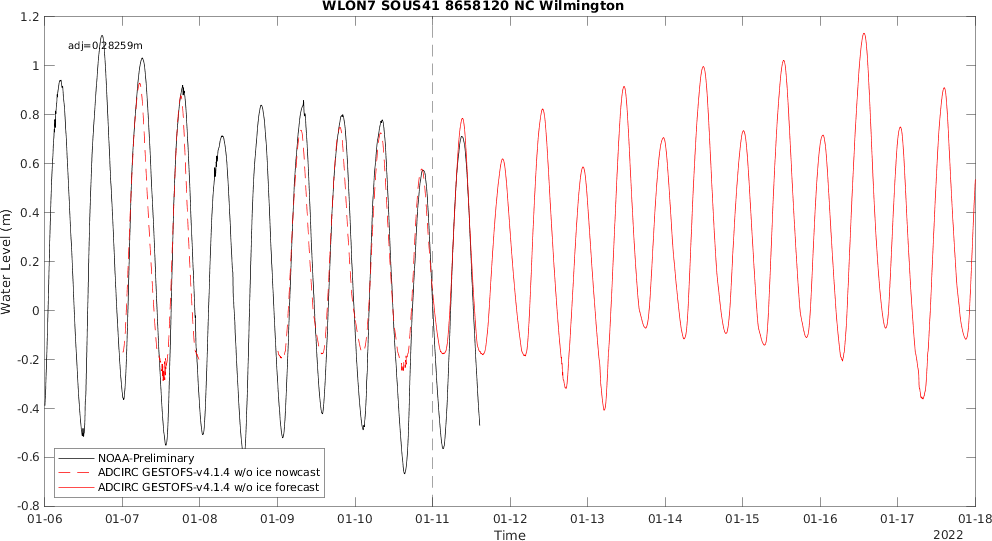 WLON7 SOUS41 8658120 NC Wilmington
adj=0.28259m
Water Level (m)
1.2
1
0.8
0.6
0.4
0.2
0
-0.2
-0.4
-0.6
-0.8
NOAA-Preliminary
ADCIRC GESTOFS-v4.1.4 w/o ice nowcast
ADCIRC GESTOFS-v4.1.4 w/o ice forecast
01-06 01-07 01-08 01-09 01-10 01-11 01-12 01-13 01-14 01-15 01-16 01-17 01-18
Time
2022